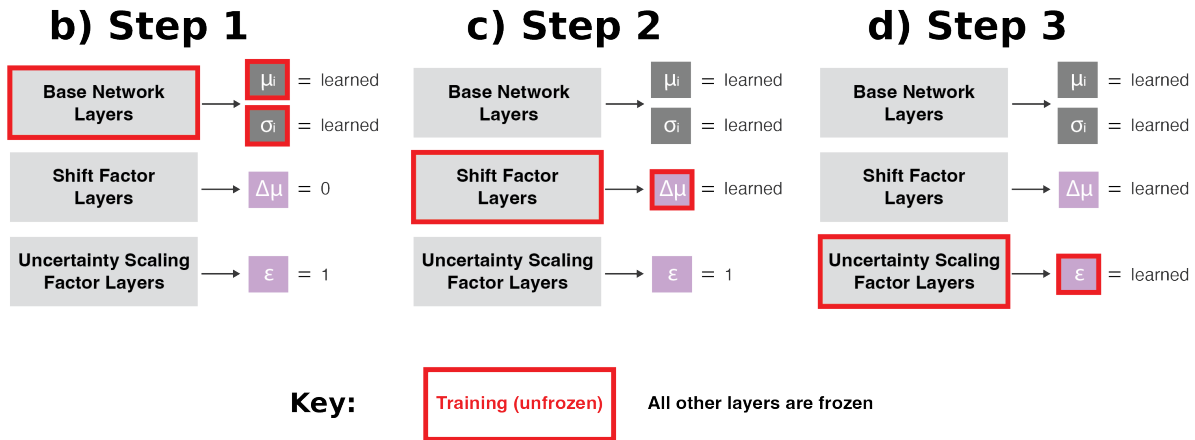 b) Step 1
Base Network
Layers
μi = learned
σi = learned
Shift Factor
Layers
Δμ = 0
Uncertainty Scaling
Factor Layers
ε = 1
c) Step 2
Base Network
Layers
μi = learned
σi = learned
Shift Factor
Layers
Δμ = learned
Uncertainty Scaling
Factor Layers
ε = 1
d) Step 3
Base Network
Layers
μi = learned
σi = learned
Shift Factor
Layers
Δμ = learned
Uncertainty Scaling
Factor Layers
ε = learned
Key:
Training (unfrozen)
All other layers are frozen